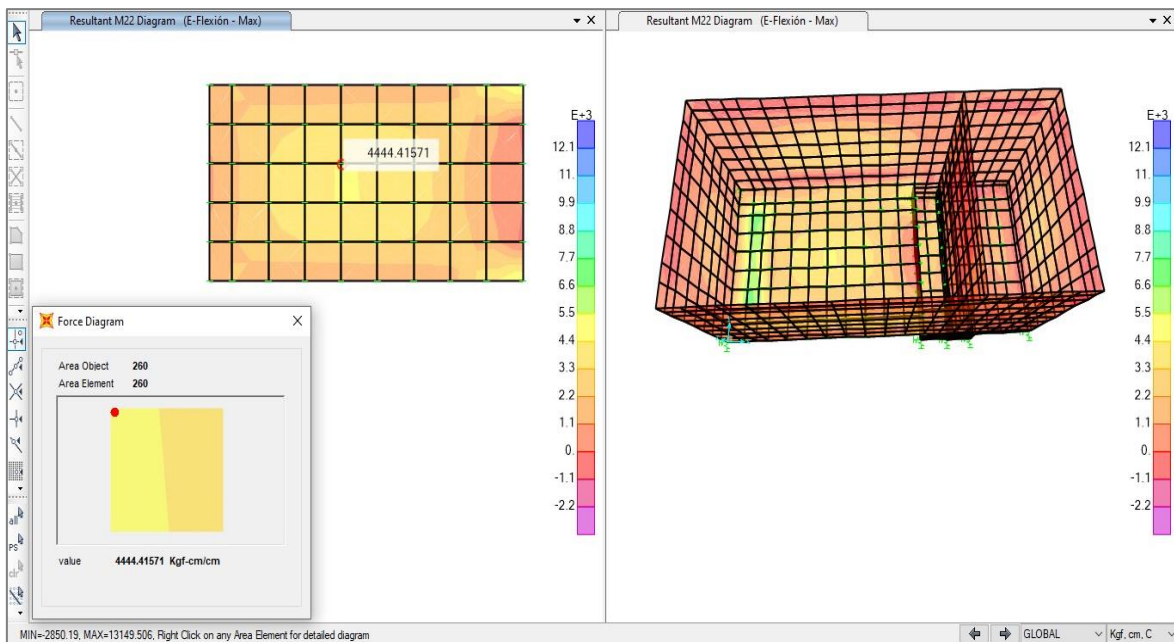 Resultant M22 Diagram (E-Flexión - Max)
Resultant M22 Diagram (E-Flexión - Max)
4444.41571
E+3
12.1
11.
9.9
8.8
7.7
6.6
5.5
4.4
3.3
2.2
1.1
0.
-1.1
-2.2
E+3
12.1
11.
9.9
8.8
7.7
6.6
5.5
4.4
3.3
2.2
1.1
0.
-1.1
-2.2
Force Diagram
Area Object 260
Area Element 260
value 4444.41571 Kgf-cm/cm
all
PS
clr
MIN=-2850.19, MAX=13149.506, Right Click on any Area Element for detailed diagram
GLOBAL
Kgf, cm, C